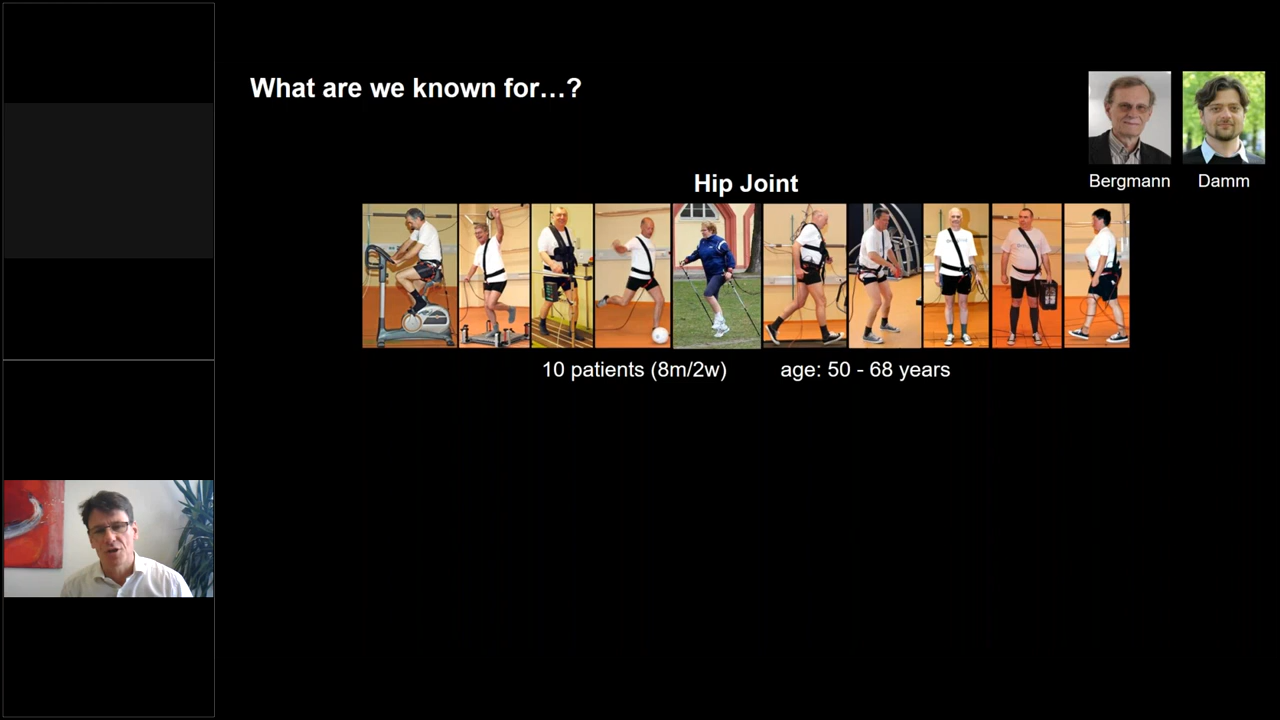 What are we known for…?
Bergmann
Damm
Hip Joint
10 patients (8m/2w)
age: 50 - 68 years